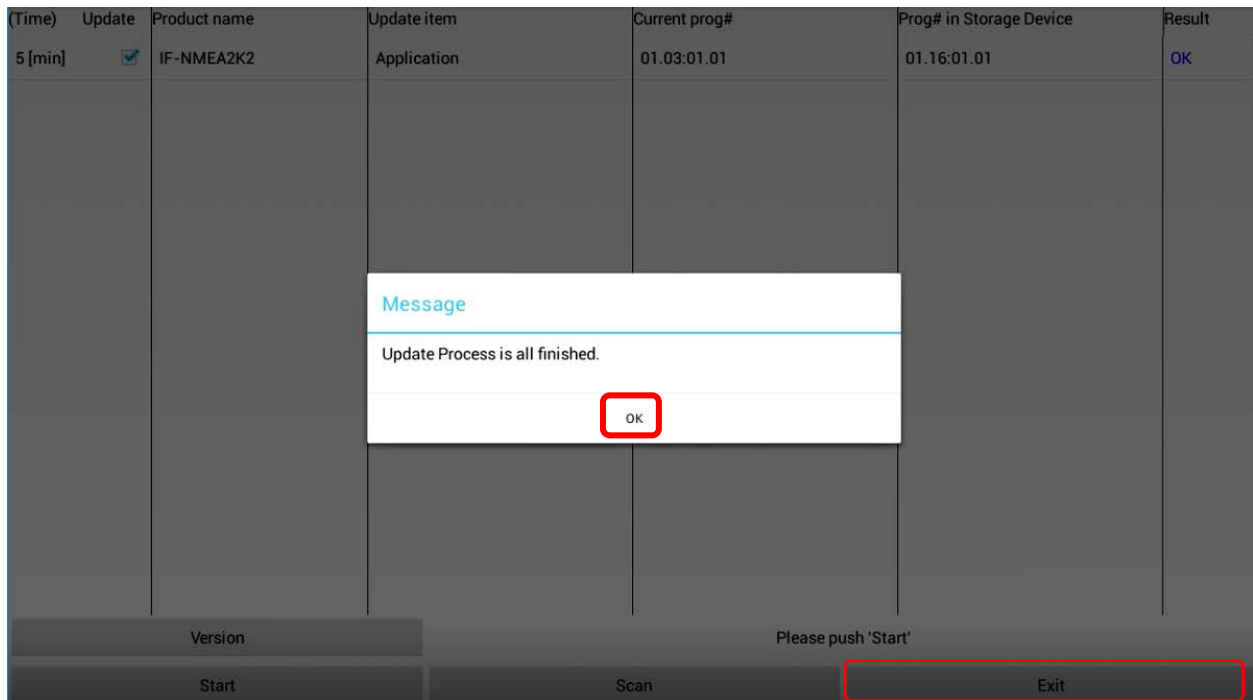 (Time) Update Product name Update item Current prog# Prog# in Storage Device Result
5 [min] IF-NMEA2K2 Application 01.03:01.01 01.16:01.01 OK
Message
Update Process is all finished.
OK
Version Please push 'Start'
Start Scan Exit